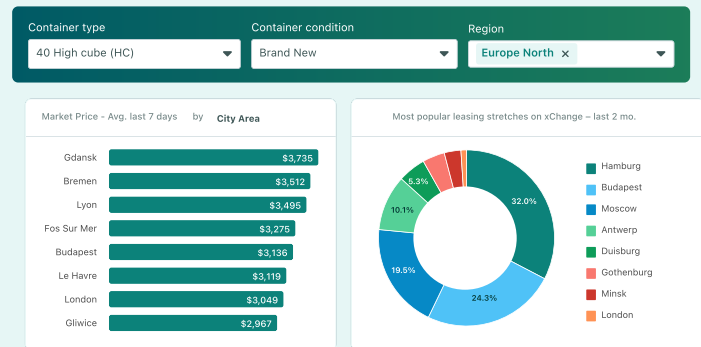 Container type
Container condition
Region
40 High cube (HC)
Brand New
Europe North ×
Market Price - Avg. last 7 days by City Area
Gdansk $3,735
Bremen $3,512
Lyon $3,495
Fos Sur Mer $3,275
Budapest $3,136
Le Havre $3,119
London $3,049
Gliwice $2,967
Most popular leasing stretches on xChange – last 2 mo.
32.0%
24.3%
19.5%
10.1%
5.3%
Hamburg
Budapest
Moscow
Antwerp
Duisburg
Gothenburg
Minsk
London